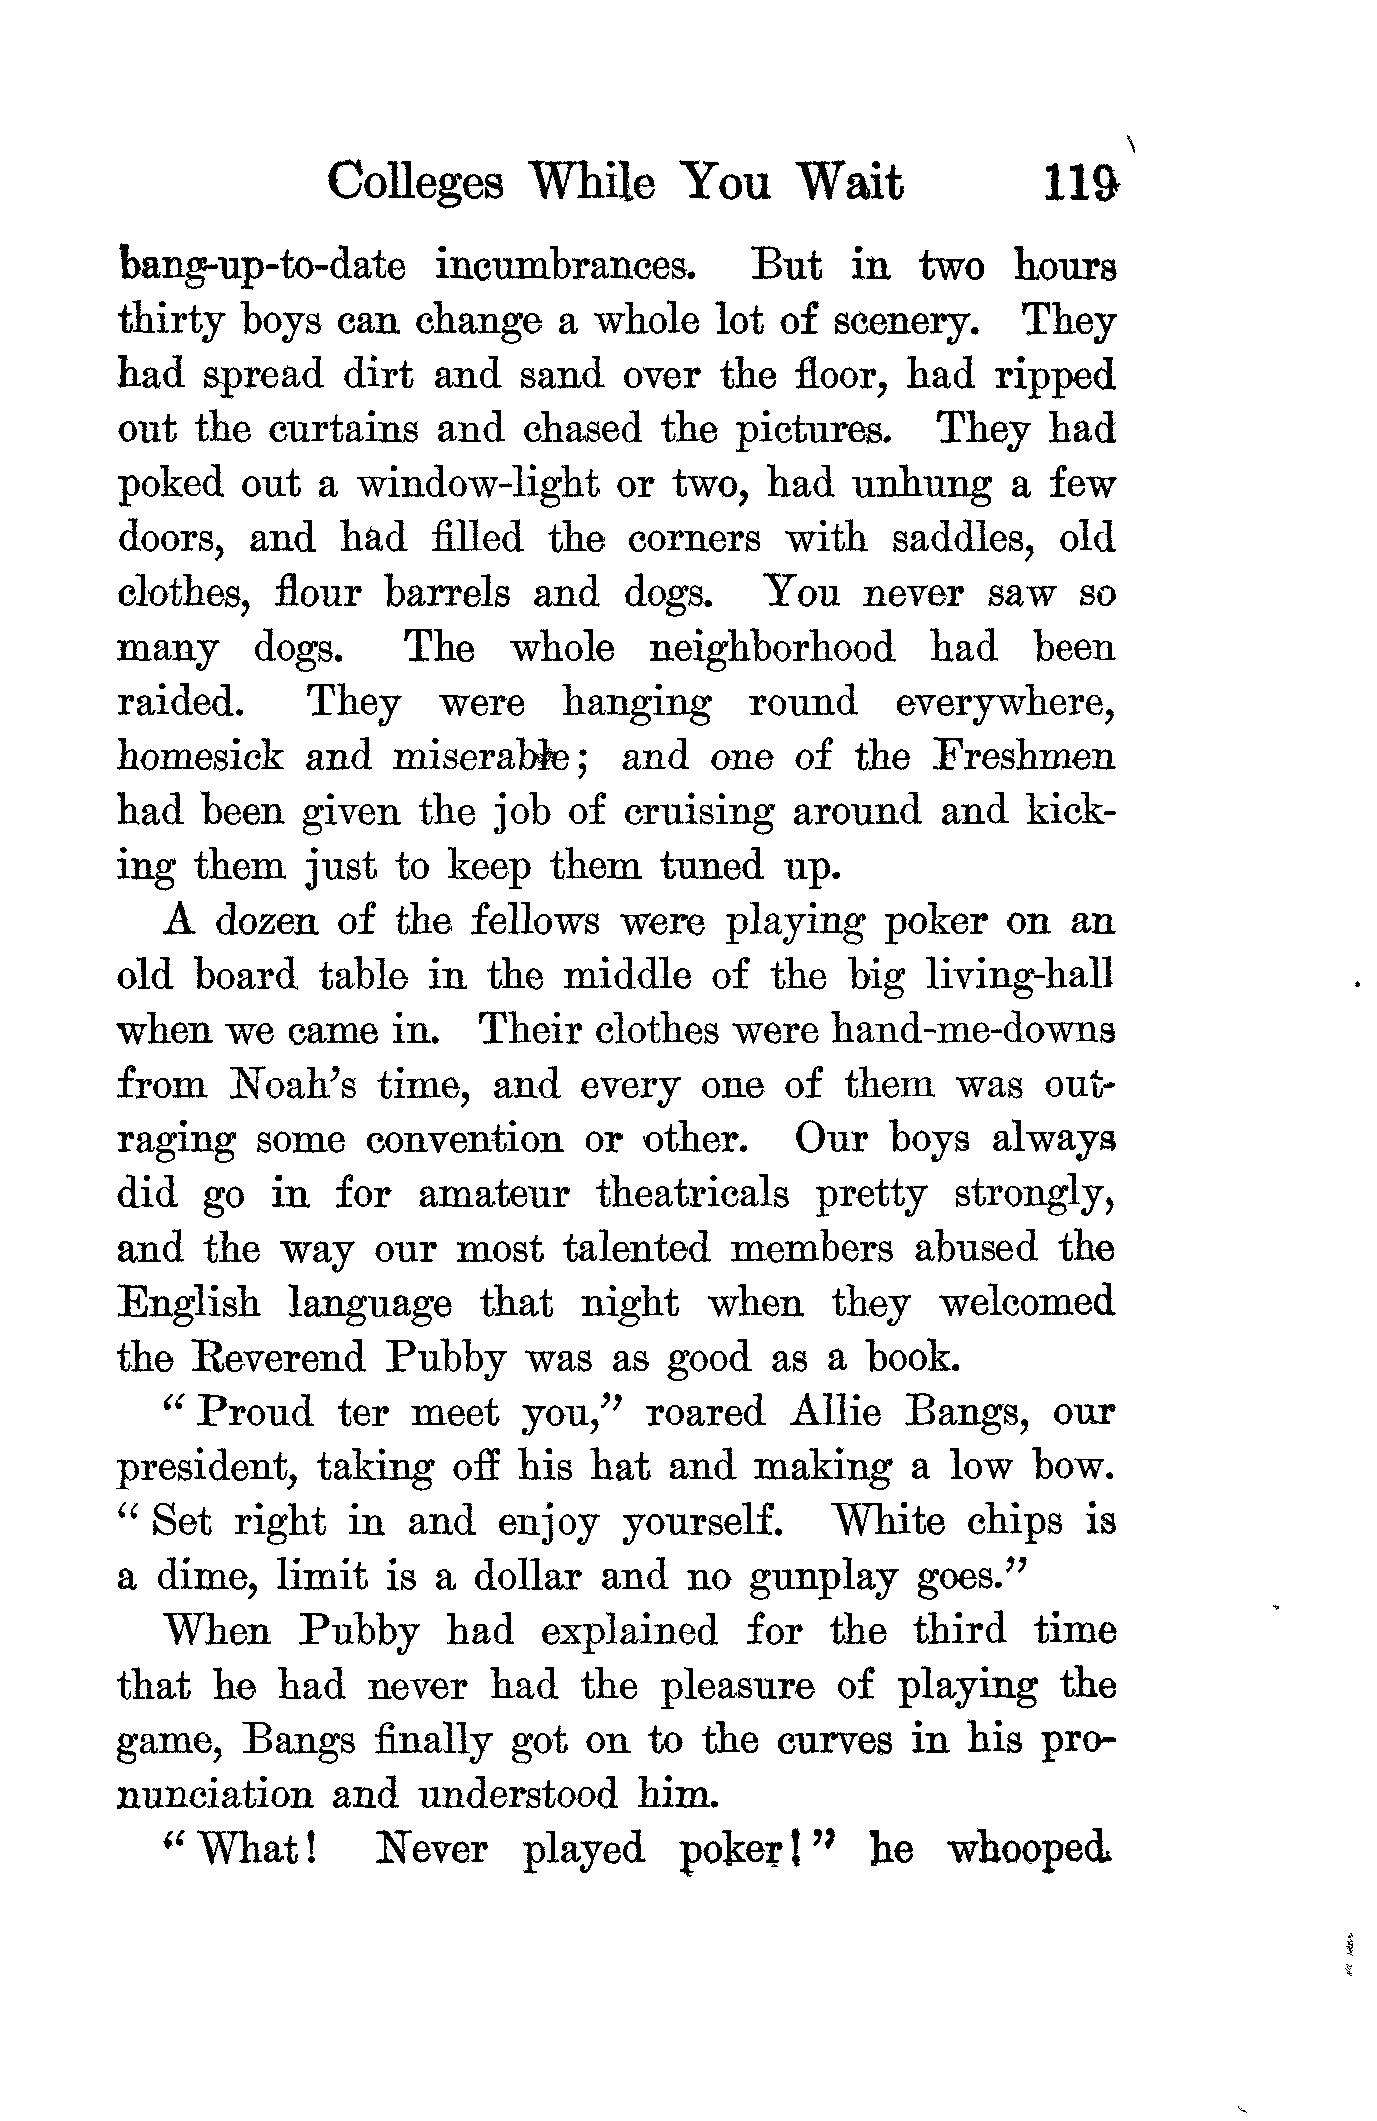 Colleges While You Wait 119
bang-up-to-date incumbrances. But in two hours
thirty boys can change a whole lot of scenery. They
had spread dirt and sand over the floor, had ripped
out the curtains and chased the pictures. They had
poked out a window-light or two, had unhung a few
doors, and had filled the corners with saddles, old
clothes, flour barrels and dogs. You never saw so
many dogs. The whole neighborhood had been
raided. They were hanging round everywhere,
homesick and miserable; and one of the Freshmen
had been given the job of cruising around and kick-
ing them just to keep them tuned up.
A dozen of the fellows were playing poker on an
old board table in the middle of the big living-hall
when we came in. Their clothes were hand-me-downs
from Noah's time, and every one of them was out-
raging some convention or other. Our boys always
did go in for amateur theatricals pretty strongly,
and the way our most talented members abused the
English language that night when they welcomed
the Reverend Pubby was as good as a book.
"Proud ter meet you," roared Allie Bangs, our
president, taking off his hat and making a low bow.
"Set right in and enjoy yourself. White chips is
a dime, limit is a dollar and no gunplay goes."
When Pubby had explained for the third time
that he had never had the pleasure of playing the
game, Bangs finally got on to the curves in his pro-
nunciation and understood him.
"What! Never played poker!" he whooped.